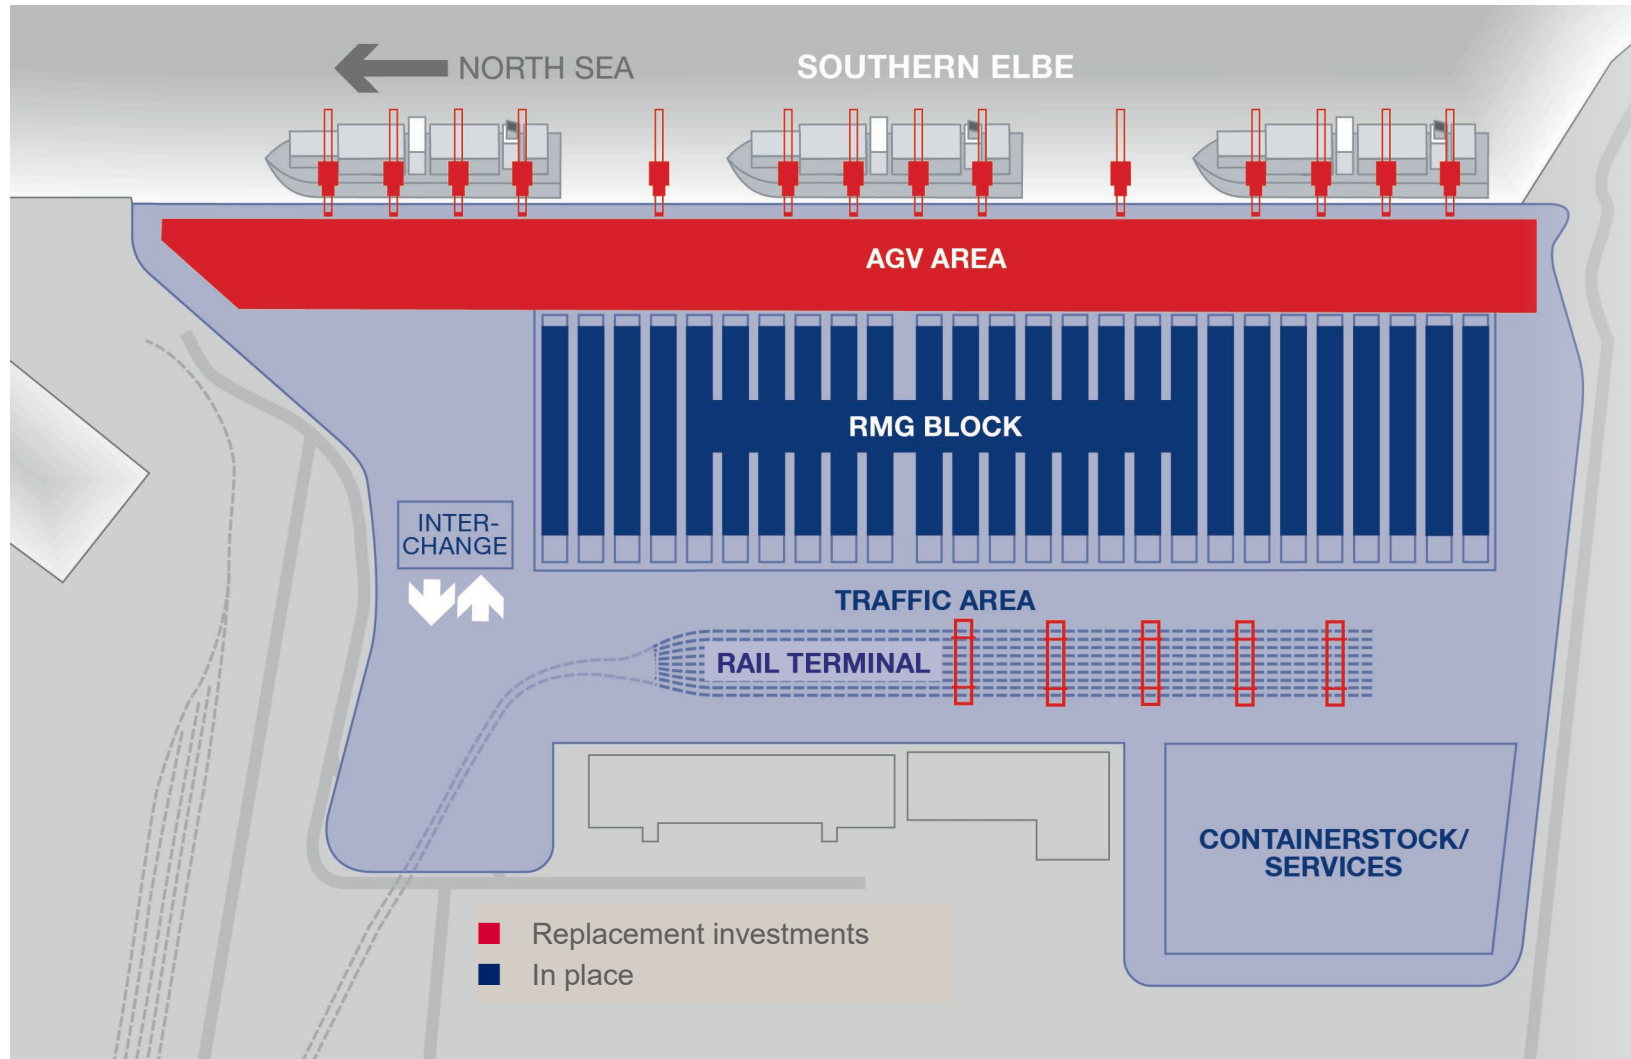 NORTH SEA
SOUTHERN ELBE
AGV AREA
RMG BLOCK
INTER-
CHANGE
TRAFFIC AREA
RAIL TERMINAL
CONTAINERSTOCK/
SERVICES
Replacement investments
In place